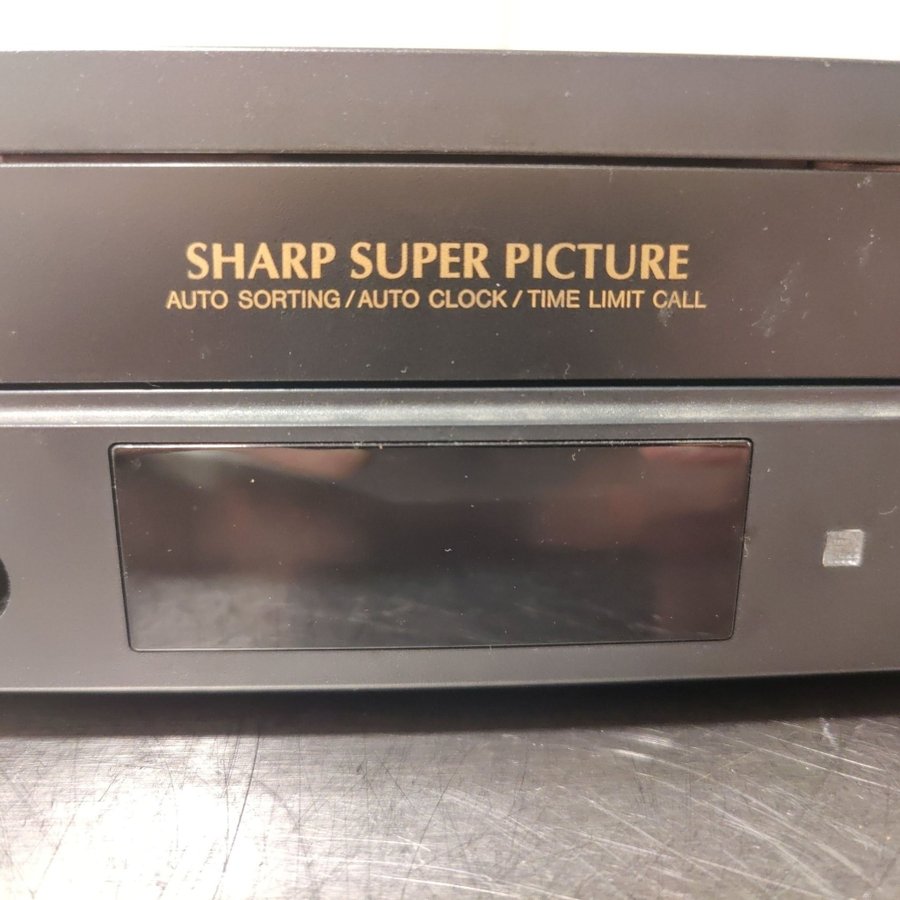 SHARP SUPER PICTURE
AUTO SORTING/AUTO CLOCK/TIME LIMIT CALL